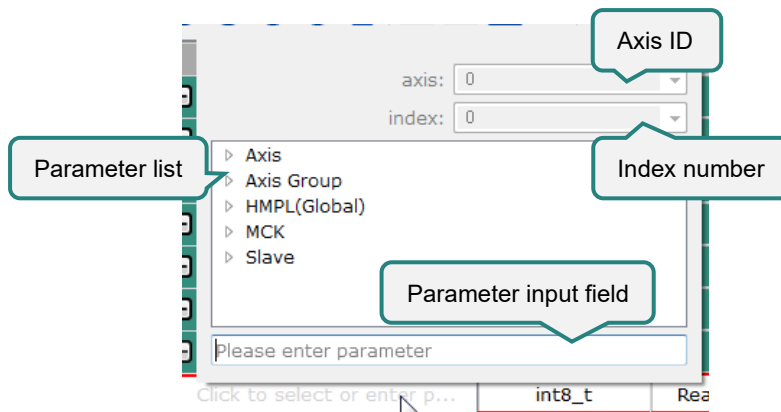 Axis ID
axis: 0
index: 0
Parameter list
Index number
Axis
Axis Group
HMPL(Global)
MCK
Slave
Parameter input field
Please enter parameter
Click to select or enter p...
int8_t
Rea